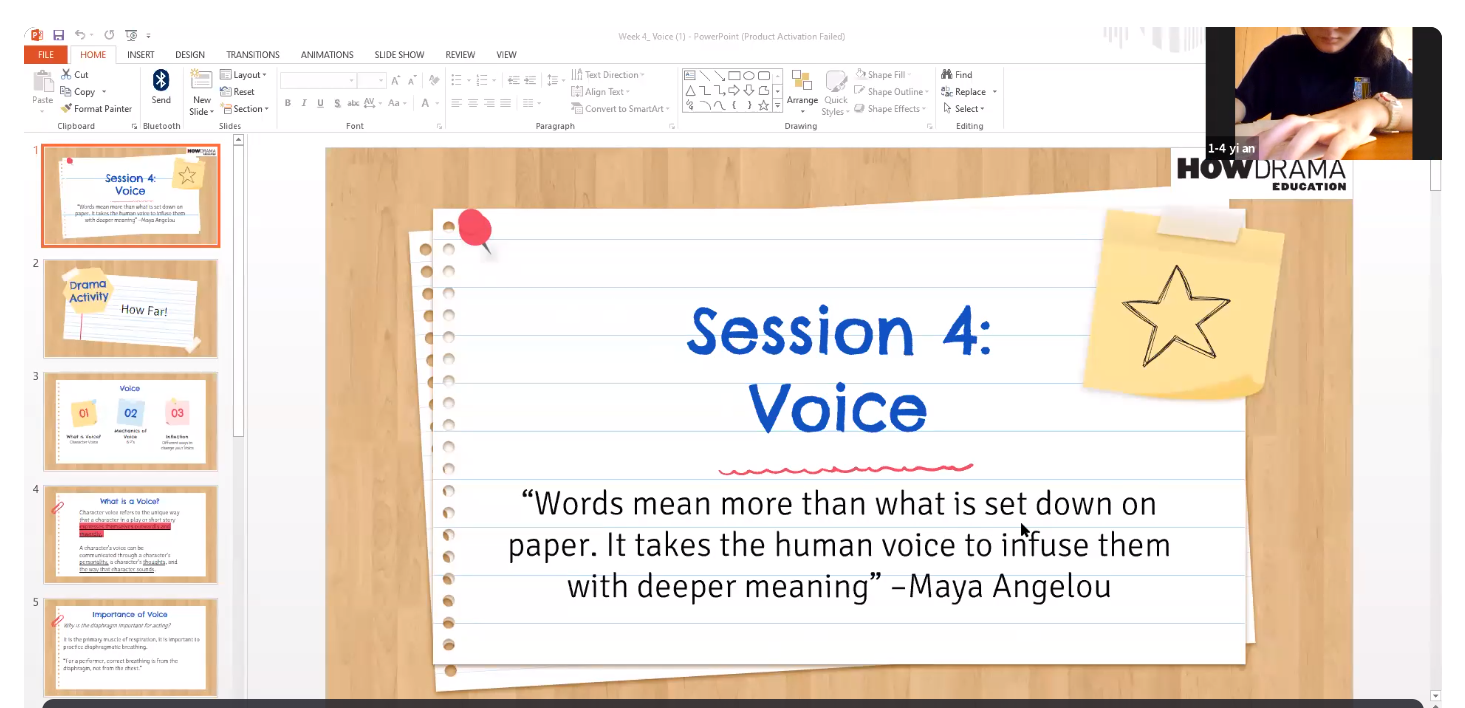 Week 4_ Voice (1) - PowerPoint (Product Activation Failed)
FILE HOME INSERT DESIGN TRANSITIONS ANIMATIONS SLIDE SHOW REVIEW VIEW
Cut
Copy
Format Painter
Paste
Clipboard
Send
Bluetooth
New
Slide
Layout
Reset
Section
Slides
B I U S abc AV Aa A
Font
Text Direction
Align Text
Convert to SmartArt
Paragraph
Arrange
Quick
Styles
Shape Fill
Shape Outline
Shape Effects
Drawing
Find
Replace
Select
Editing
1-4 yi an
1
HOWDRAMA
Session 4:
Voice
"Words mean more than what is set down on
paper. It takes the human voice to infuse them
with deeper meaning" –Maya Angelou
2
Drama
Activity
How Far!
3
Voice
01 02 03
What is Voice?
Mechanics of
Voice
Inflection
4
What is a Voice?
Character voice refers to the unique way
that a character in a play or short story
A character's voice can be
communicated through a character's
personality, a character's thoughts, and
the way that character sounds.
5
Importance of Voice
Why is the diaphragm important for acting?
It is the primary muscle of respiration, it is important to
practice diaphragmatic breathing.
"For a performer, correct breathing is from the
diaphragm, not from the chest."
HOWDRAMA
EDUCATION
Session 4:
Voice
“Words mean more than what is set down on
paper. It takes the human voice to infuse them
with deeper meaning” –Maya Angelou